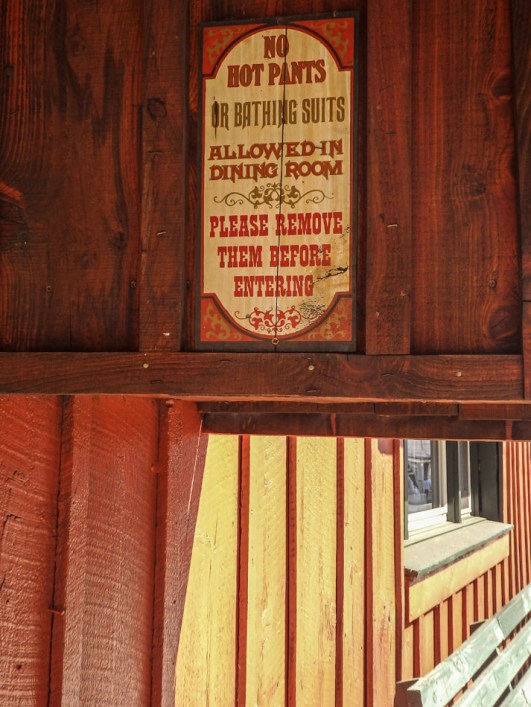 NO
HOT PANTS
OR BATHING SUITS
ALLOWED IN
DINING ROOM
PLEASE REMOVE
THEM BEFORE
ENTERING